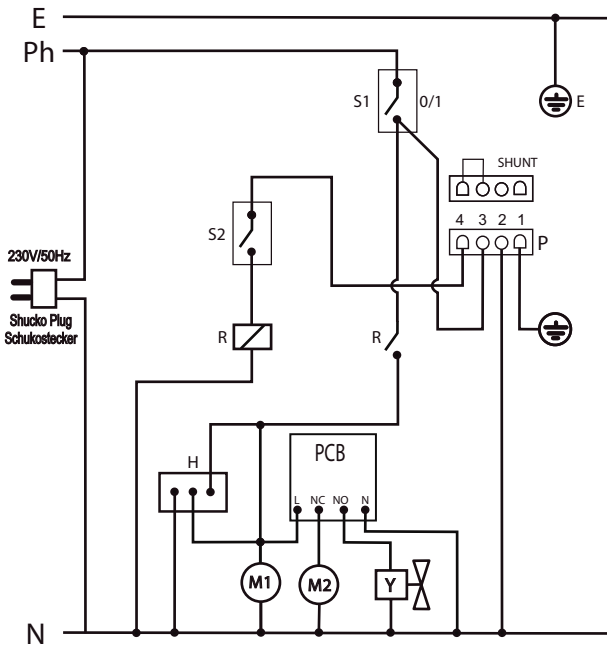 E
Ph
S1
0/1
E
SHUNT
S2
4 3 2 1
P
230V/50Hz
Shucko Plug
Schukostecker
R
R
H
PCB
L NC NO N
M1
M2
Y
N